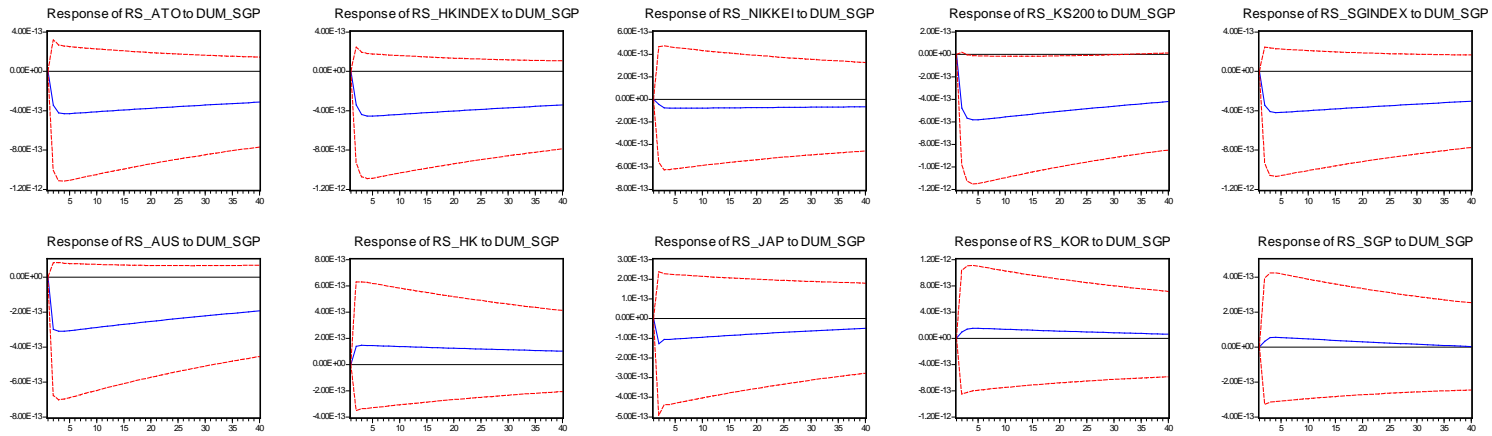 Response of RS_ATO to DUM_SGP
4.00E-13
0.00E+00
-4.00E-13
-8.00E-13
-1.20E-12
5 10 15 20 25 30 35 40
Response of RS_HKINDEX to DUM_SGP
4.00E-13
0.00E+00
-4.00E-13
-8.00E-13
-1.20E-12
5 10 15 20 25 30 35 40
Response of RS_NIKKEI to DUM_SGP
6.00E-13
4.00E-13
2.00E-13
0.00E+00
-2.00E-13
-4.00E-13
-6.00E-13
-8.00E-13
5 10 15 20 25 30 35 40
Response of RS_KS200 to DUM_SGP
2.00E-13
0.00E+00
-2.00E-13
-4.00E-13
-6.00E-13
-8.00E-13
-1.00E-12
-1.20E-12
5 10 15 20 25 30 35 40
Response of RS_SGINDEX to DUM_SGP
4.00E-13
0.00E+00
-4.00E-13
-8.00E-13
-1.20E-12
5 10 15 20 25 30 35 40
Response of RS_AUS to DUM_SGP
0.00E+00
-2.00E-13
-4.00E-13
-6.00E-13
-8.00E-13
5 10 15 20 25 30 35 40
Response of RS_HK to DUM_SGP
8.00E-13
6.00E-13
4.00E-13
2.00E-13
0.00E+00
-2.00E-13
-4.00E-13
5 10 15 20 25 30 35 40
Response of RS_JAP to DUM_SGP
3.00E-13
2.00E-13
1.00E-13
0.00E+00
-1.00E-13
-2.00E-13
-3.00E-13
-4.00E-13
-5.00E-13
5 10 15 20 25 30 35 40
Response of RS_KOR to DUM_SGP
1.20E-12
8.00E-13
4.00E-13
0.00E+00
-4.00E-13
-8.00E-13
-1.20E-12
5 10 15 20 25 30 35 40
Response of RS_SGP to DUM_SGP
4.00E-13
2.00E-13
0.00E+00
-2.00E-13
-4.00E-13
5 10 15 20 25 30 35 40